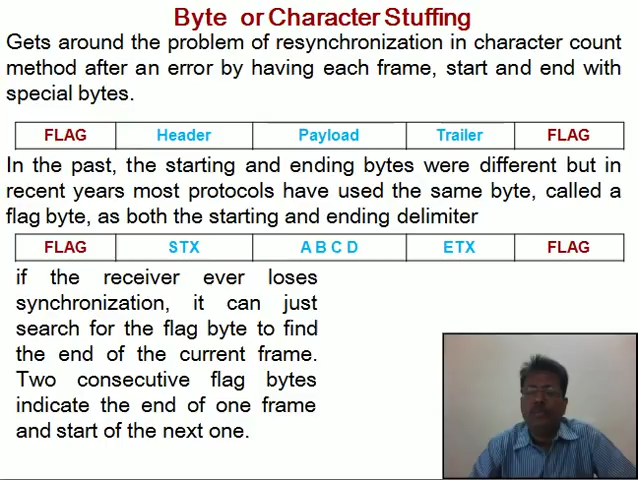 Byte or Character Stuffing
Gets around the problem of resynchronization in character count
method after an error by having each frame, start and end with
special bytes.
FLAG Header Payload Trailer FLAG
In the past, the starting and ending bytes were different but in
recent years most protocols have used the same byte, called a
flag byte, as both the starting and ending delimiter
FLAG STX A B C D ETX FLAG
if the receiver ever loses
synchronization, it can just
search for the flag byte to find
the end of the current frame.
Two consecutive flag bytes
indicate the end of one frame
and start of the next one.